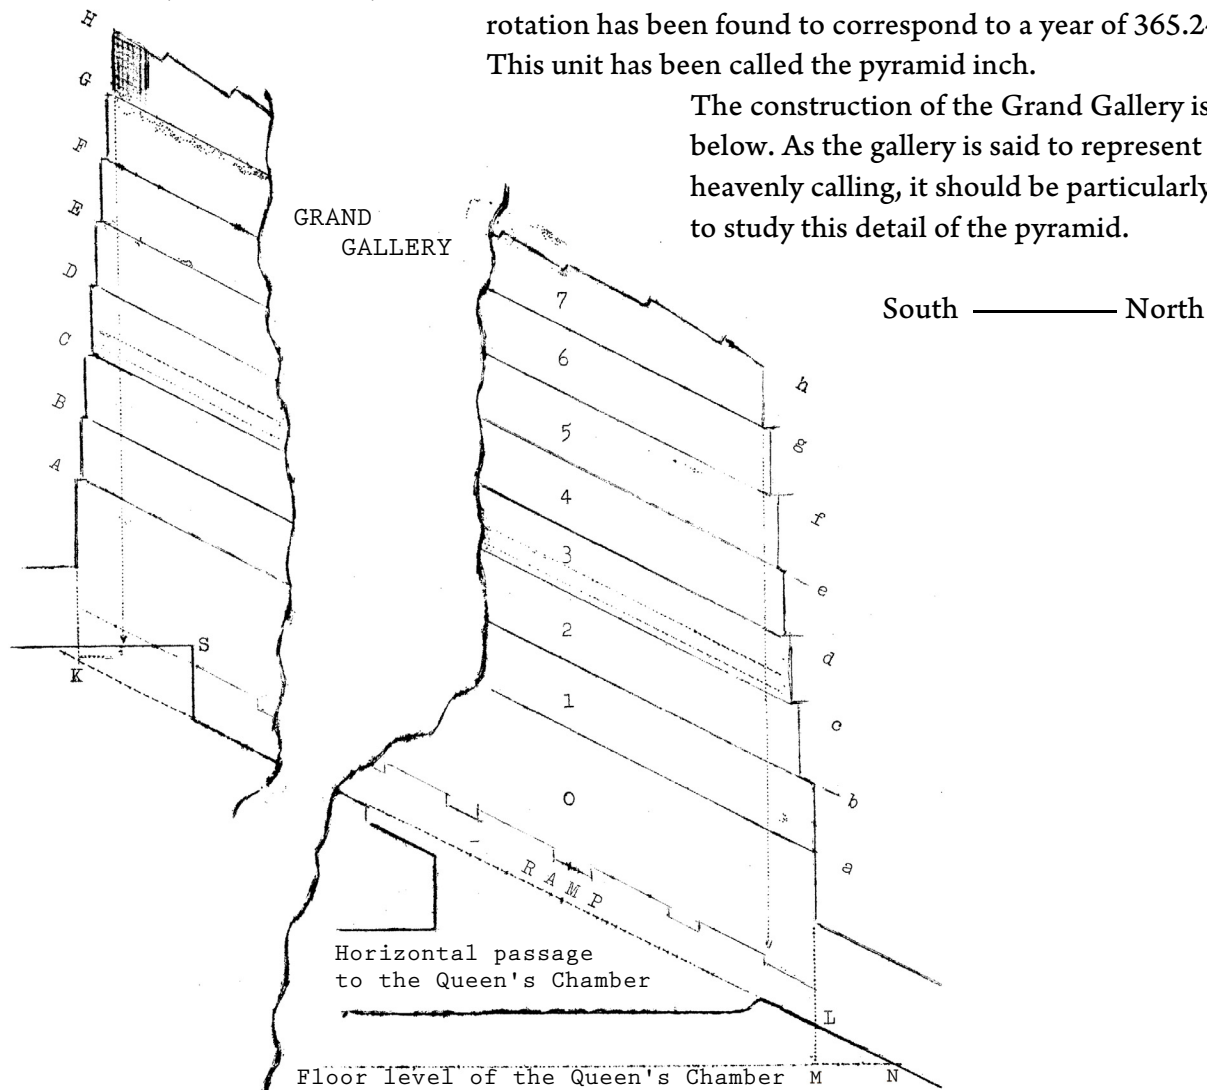 rotation has been found to correspond to a year of 365.2
This unit has been called the pyramid inch.
The construction of the Grand Gallery is
below. As the gallery is said to represent
heavenly calling, it should be particularly
to study this detail of the pyramid.
South North
GRAND
GALLERY
H
G
F
E
D
C
B
A
K
S
7
6
5
4
3
2
1
0
h
g
f
e
d
c
b
a
RAMP
Horizontal passage
to the Queen's Chamber
L
Floor level of the Queen's Chamber M N